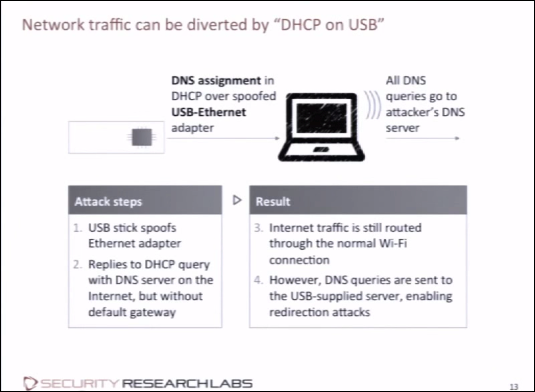 Network traffic can be diverted by “DHCP on USB”
DNS assignment in
DHCP over spoofed
USB-Ethernet
adapter
All DNS
queries go to
attacker’s DNS
server
Attack steps
1. USB stick spoofs
Ethernet adapter
2. Replies to DHCP query
with DNS server on the
Internet, but without
default gateway
Result
3. Internet traffic is still routed
through the normal Wi-Fi
connection
4. However, DNS queries are sent to
the USB-supplied server, enabling
redirection attacks
SECURITY RESEARCH LABS
13